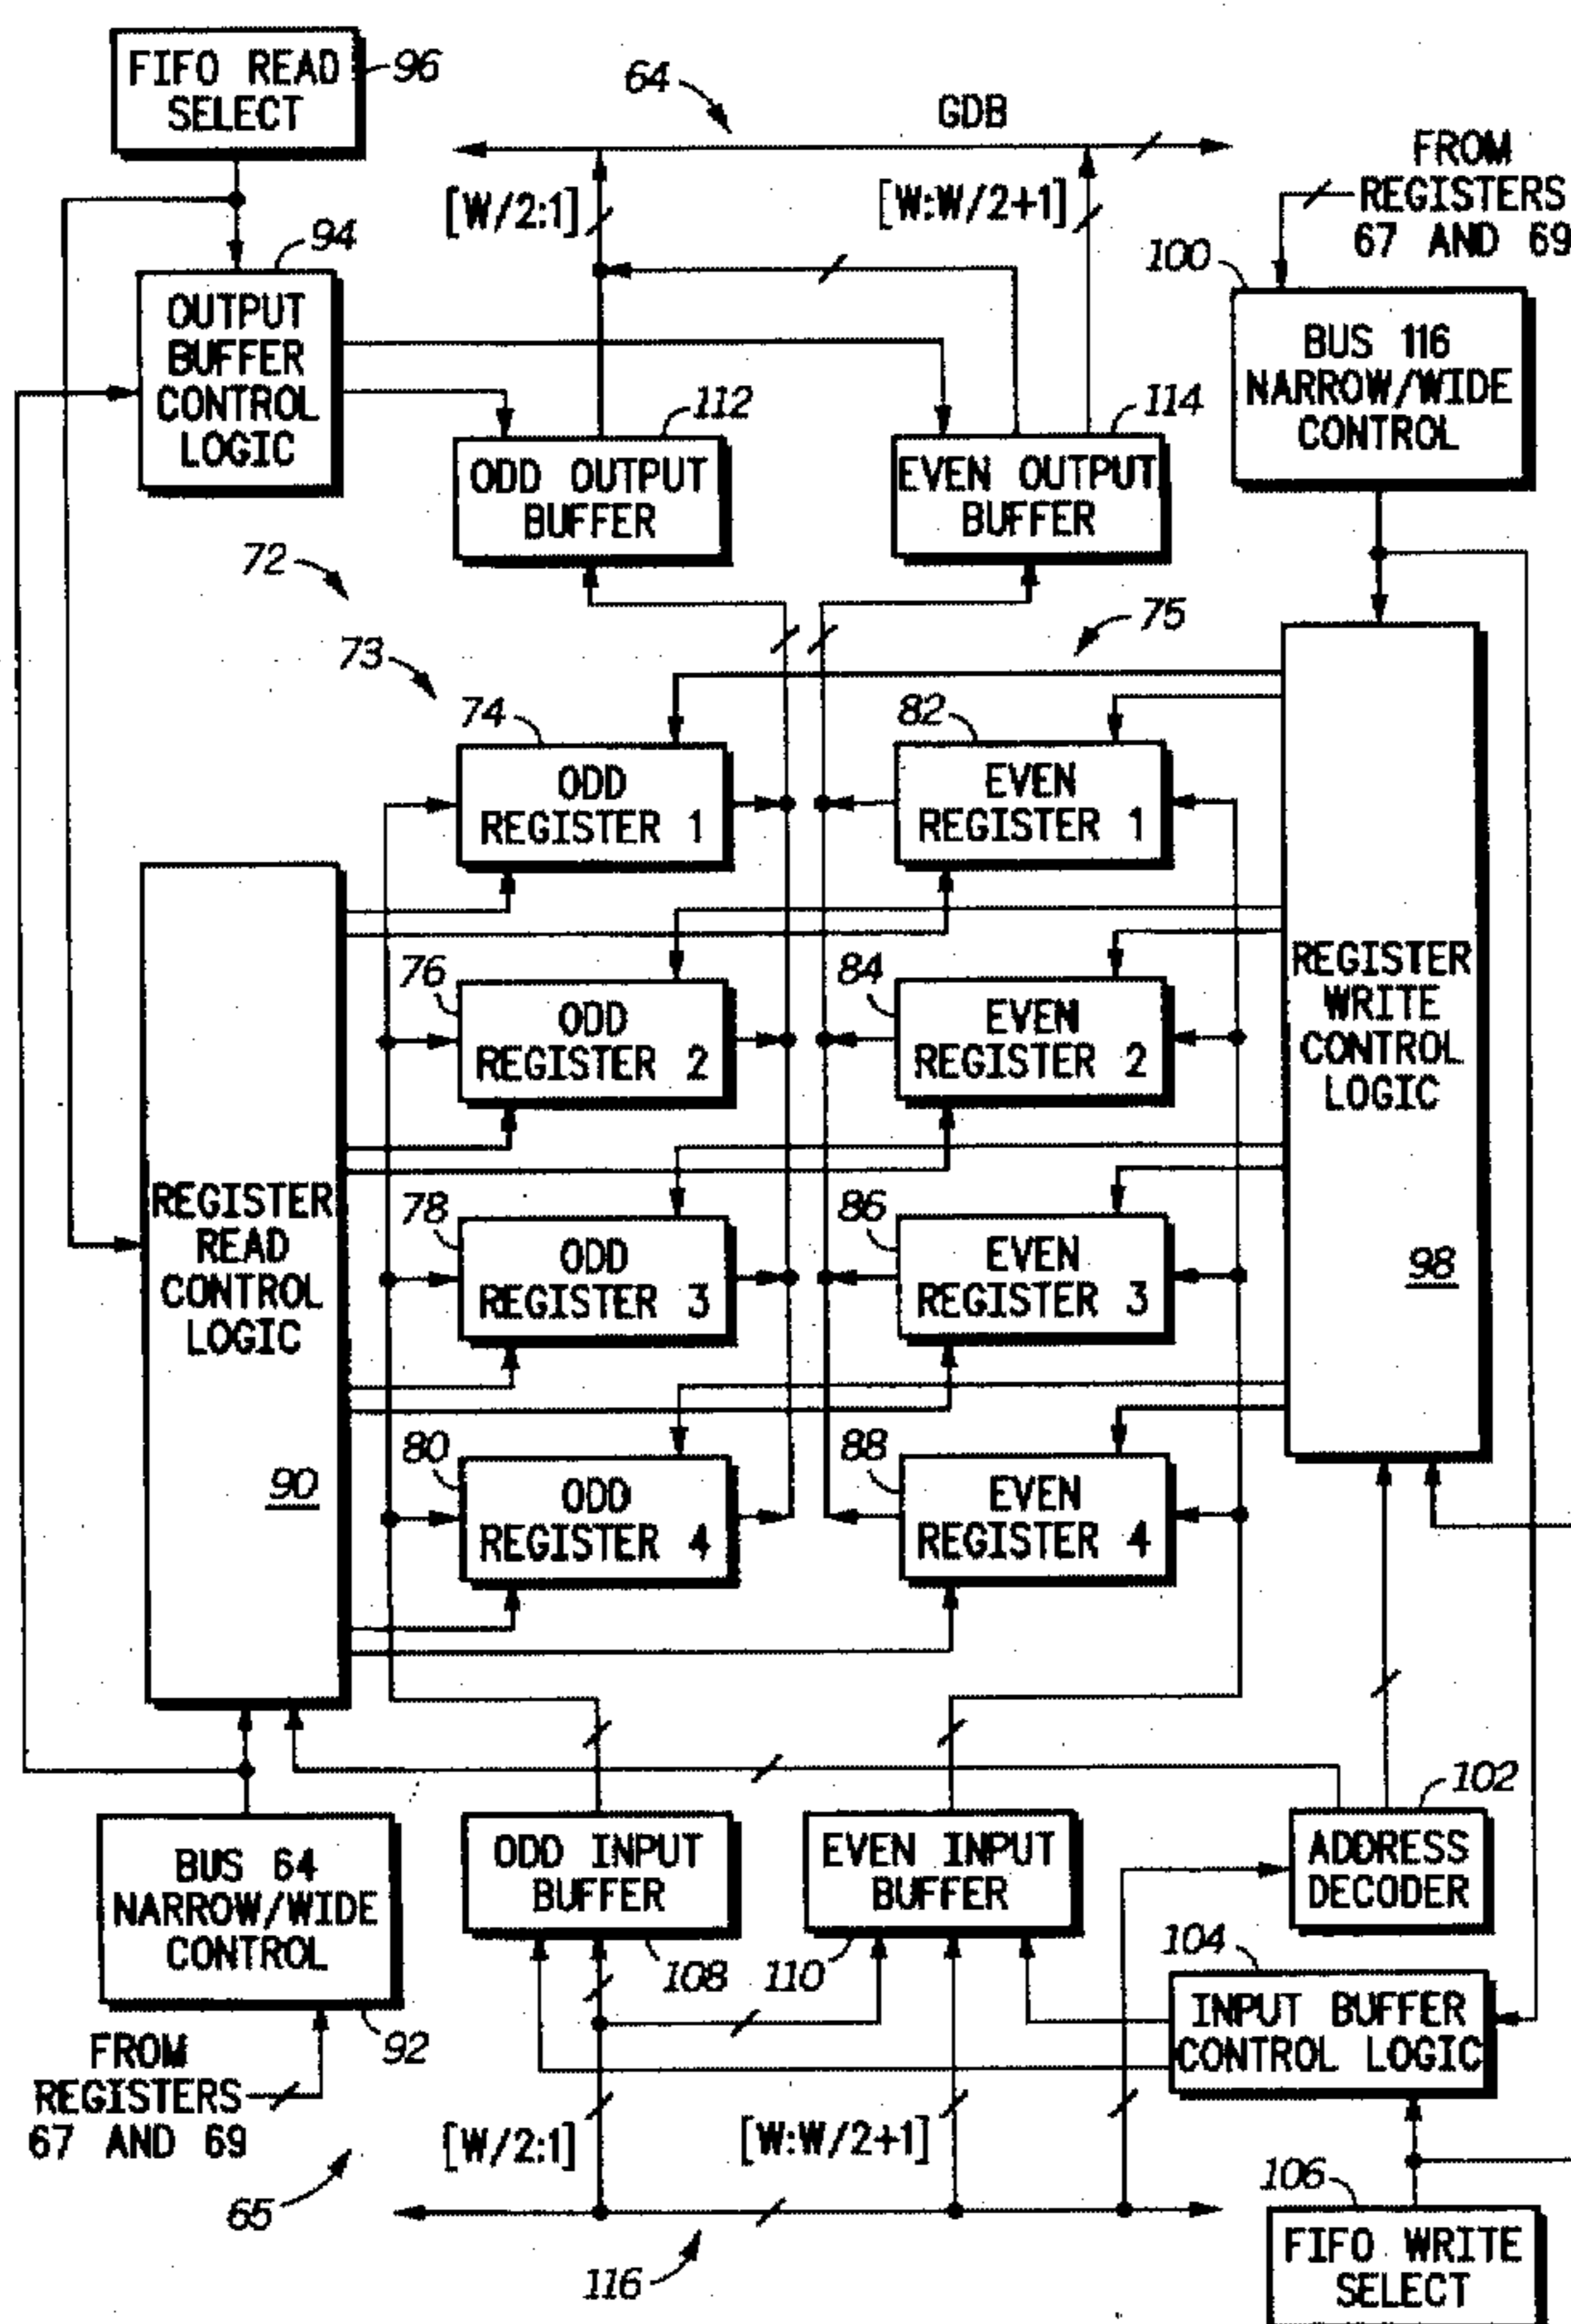 FIFO READ
SELECT
96
64
GDB
FROM
REGISTERS
67 AND 69
[W/2:1]
[W:W/2+1]
94
100
OUTPUT
BUFFER
CONTROL
LOGIC
BUS 116
NARROW/WIDE
CONTROL
112
114
ODD OUTPUT
BUFFER
EVEN OUTPUT
BUFFER
72
73
75
74
82
ODD
REGISTER 1
EVEN
REGISTER 1
76
84
ODD
REGISTER 2
EVEN
REGISTER 2
REGISTER
WRITE
CONTROL
LOGIC
98
REGISTER
READ
CONTROL
LOGIC
90
78
86
ODD
REGISTER 3
EVEN
REGISTER 3
80
88
ODD
REGISTER 4
EVEN
REGISTER 4
102
BUS 64
NARROW/WIDE
CONTROL
ODD INPUT
BUFFER
EVEN INPUT
BUFFER
ADDRESS
DECODER
108
110
104
92
INPUT BUFFER
CONTROL LOGIC
FROM
REGISTERS
67 AND 69
[W/2:1]
[W:W/2+1]
65
116
106
FIFO WRITE
SELECT